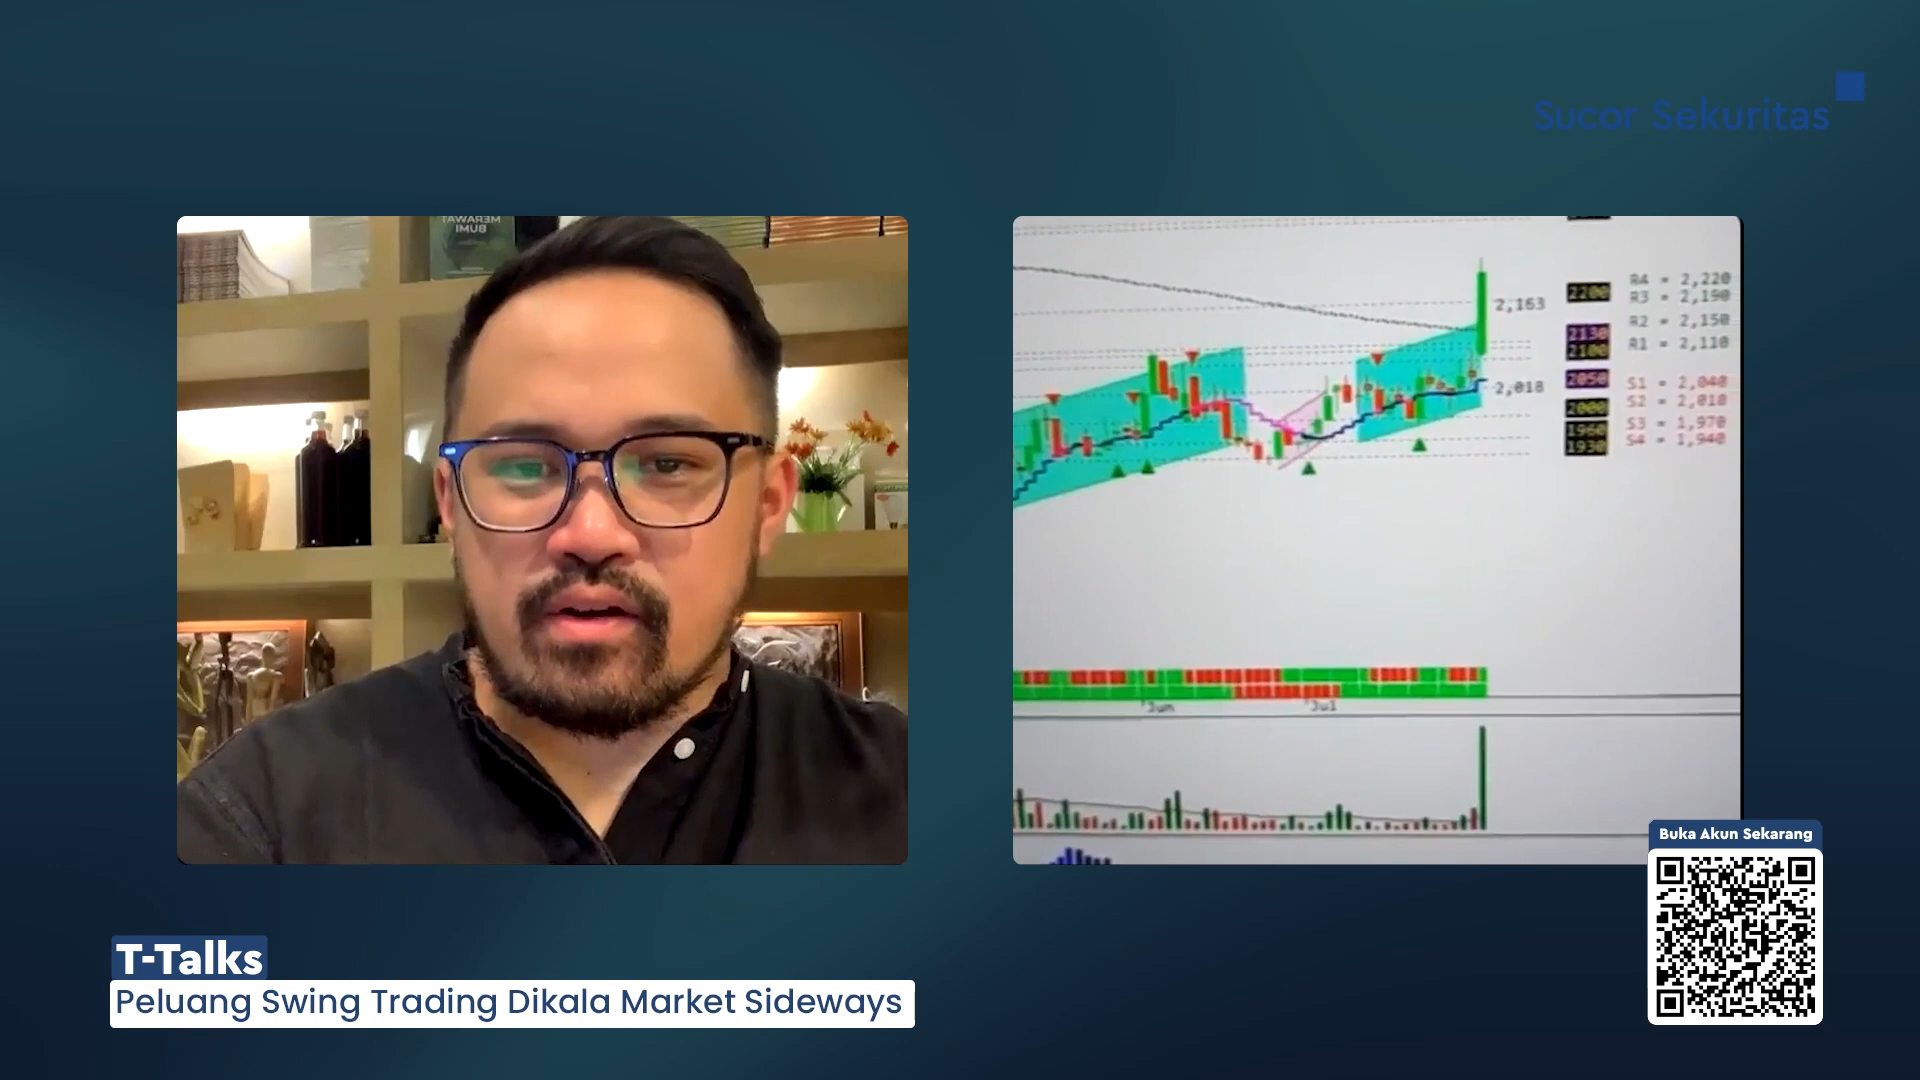 Sucor Sekuritas
MERAWAT
BUMI
2,163
2,018
2200
2130
2100
2050
2000
1960
1930
R4 = 2,220
R3 = 2,190
R2 = 2,150
R1 = 2,110
S1 = 2,040
S2 = 2,010
S3 = 1,970
S4 = 1,940
'Jun
'Jul
Buka Akun Sekarang
T-Talks
Peluang Swing Trading Dikala Market Sideways